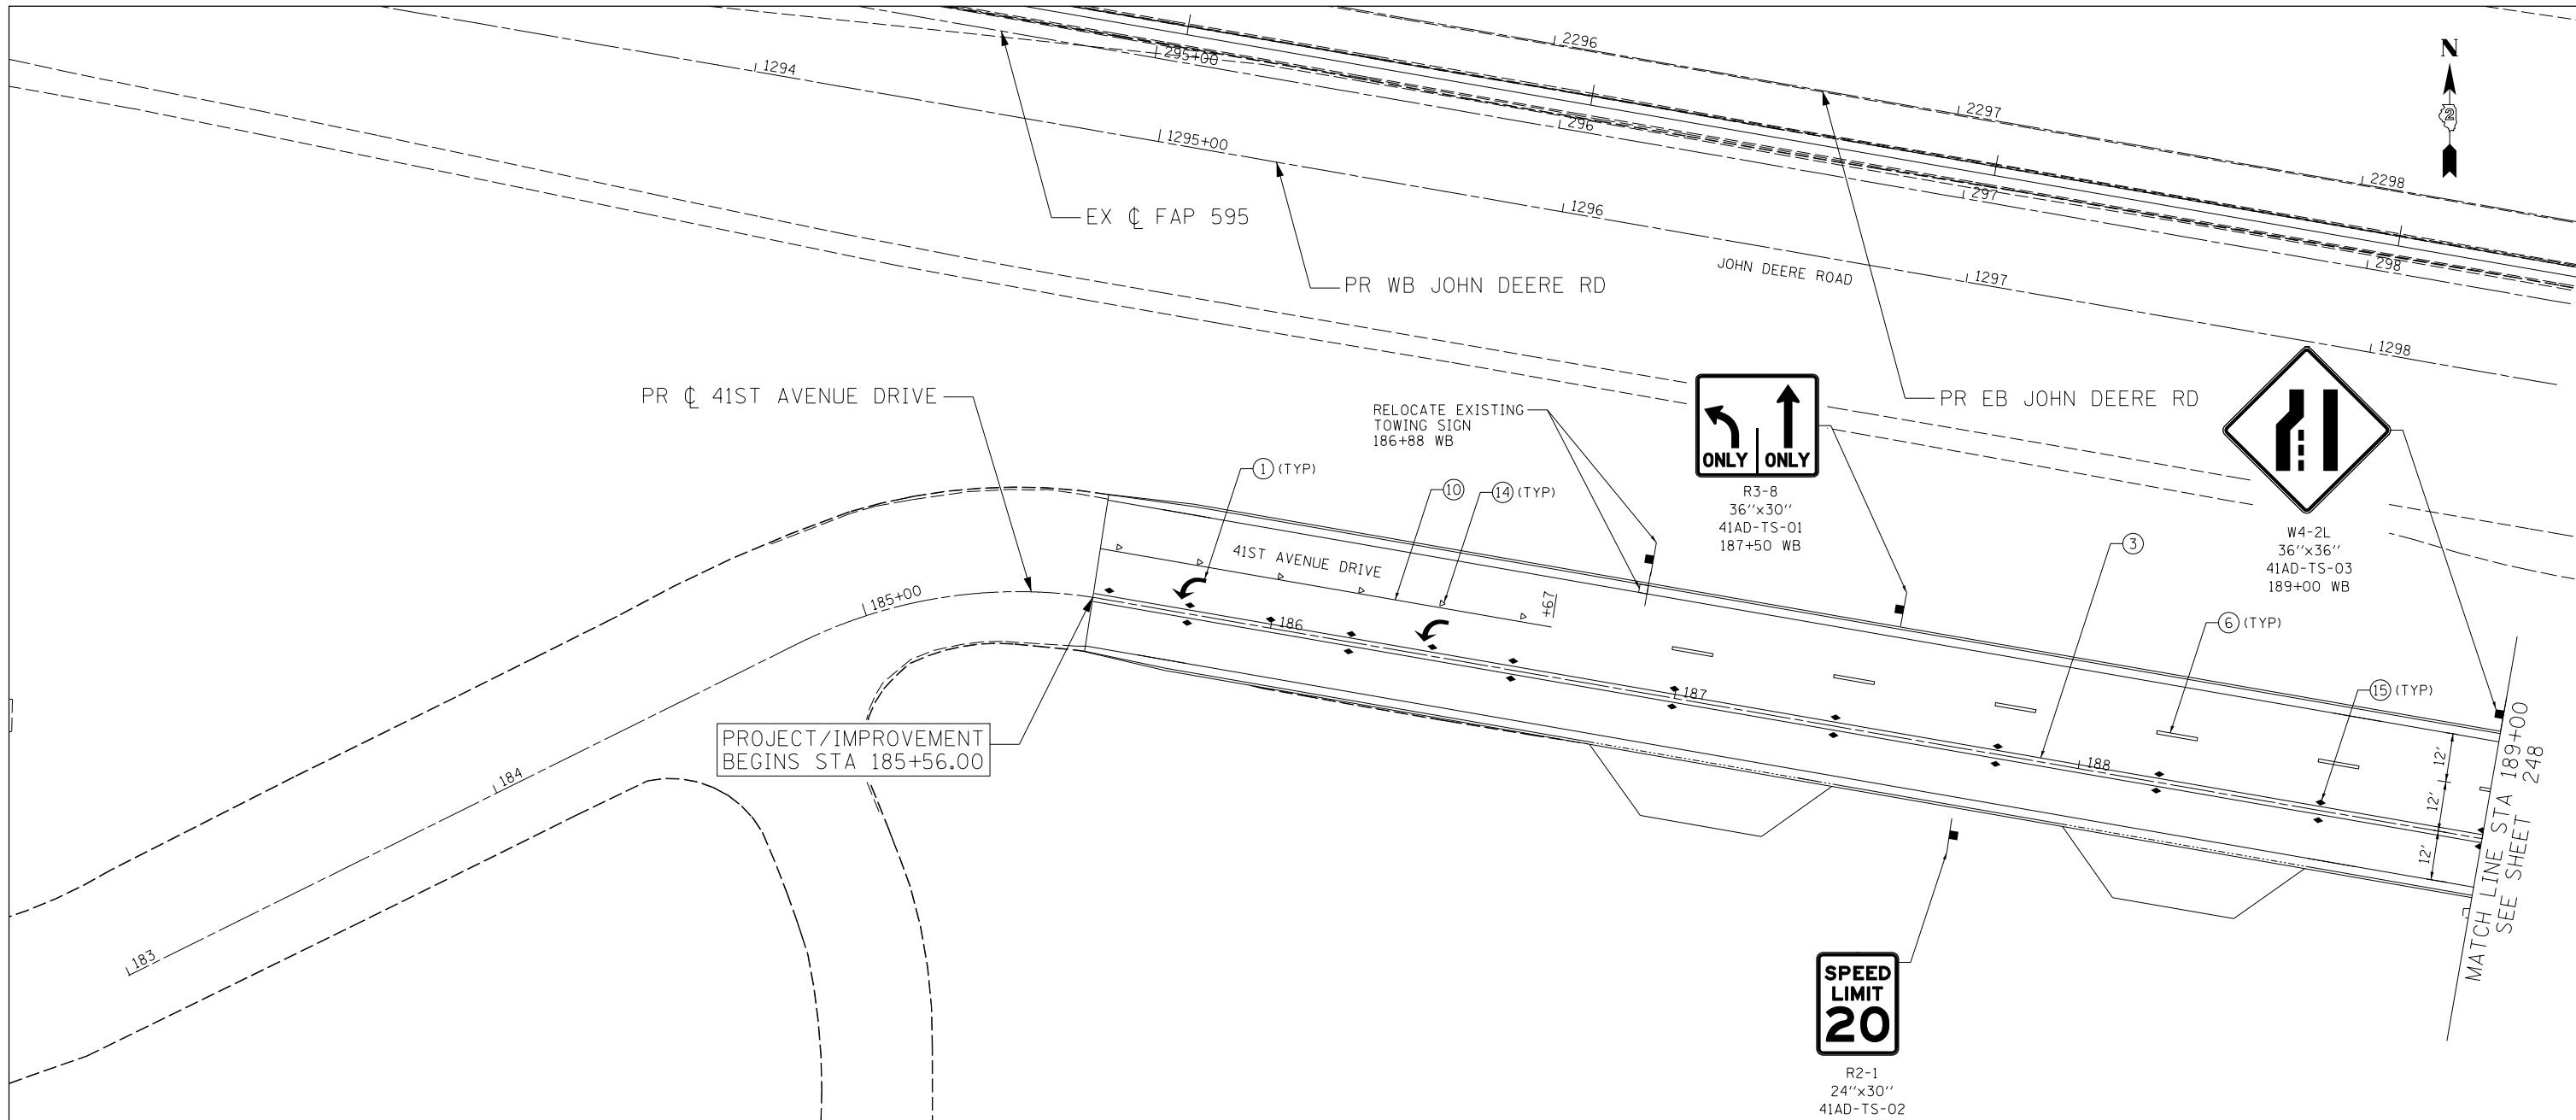 2296
N
295+00
1294
2297
2
296
1295+00
2298
297
1296
EX ℄ FAP 595
298
JOHN DEERE ROAD
1297
PR WB JOHN DEERE RD
1298
PR ℄ 41ST AVENUE DRIVE
PR EB JOHN DEERE RD
RELOCATE EXISTING
TOWING SIGN
186+88 WB
ONLY ONLY
R3-8
36''x30''
41AD-TS-01
187+50 WB
W4-2L
36''x36''
41AD-TS-03
189+00 WB
1 (TYP)
10
14 (TYP)
3
41ST AVENUE DRIVE
185+00
+67
186
6 (TYP)
187
15 (TYP)
PROJECT/IMPROVEMENT
BEGINS STA 185+56.00
184
188
12'
12'
12'
MATCH LINE STA 189+00
SEE SHEET 248
183
SPEED
LIMIT
20
R2-1
24''x30''
41AD-TS-02